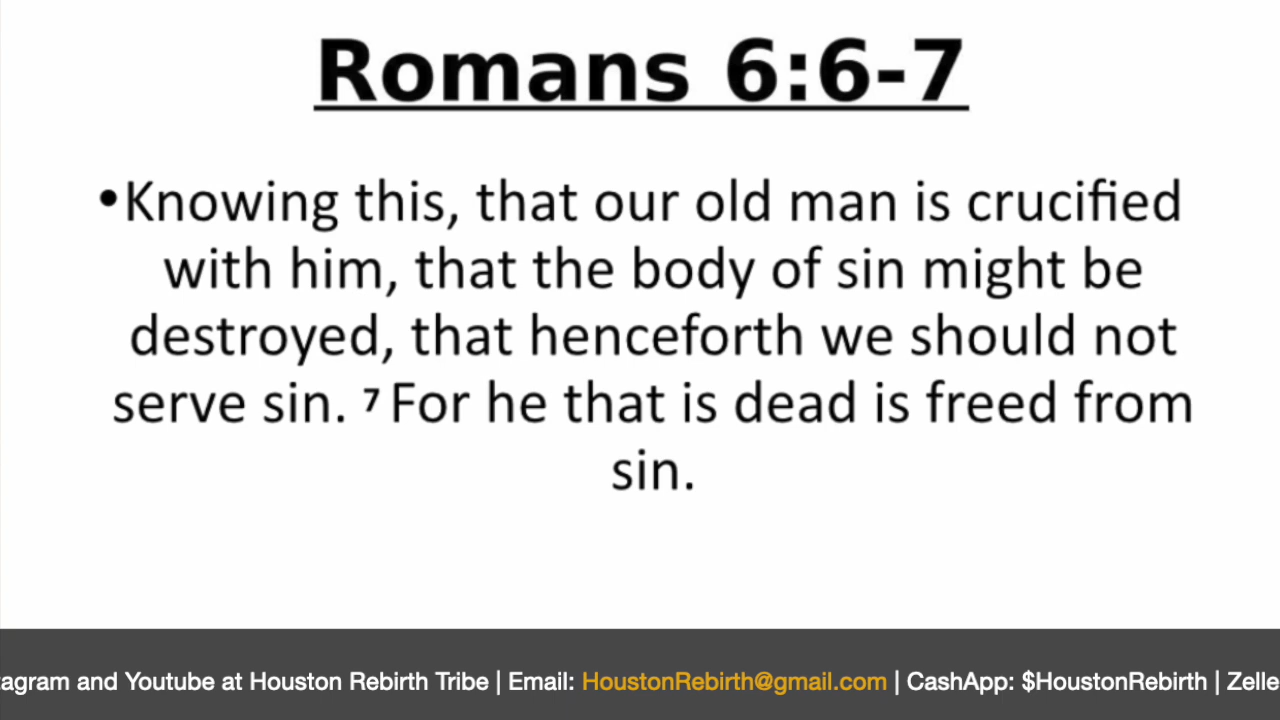 Romans 6:6-7
•Knowing this, that our old man is crucified
with him, that the body of sin might be
destroyed, that henceforth we should not
serve sin. ⁷ For he that is dead is freed from
sin.
tagram and Youtube at Houston Rebirth Tribe | Email: HoustonRebirth@gmail.com | CashApp: $HoustonRebirth | Zelle